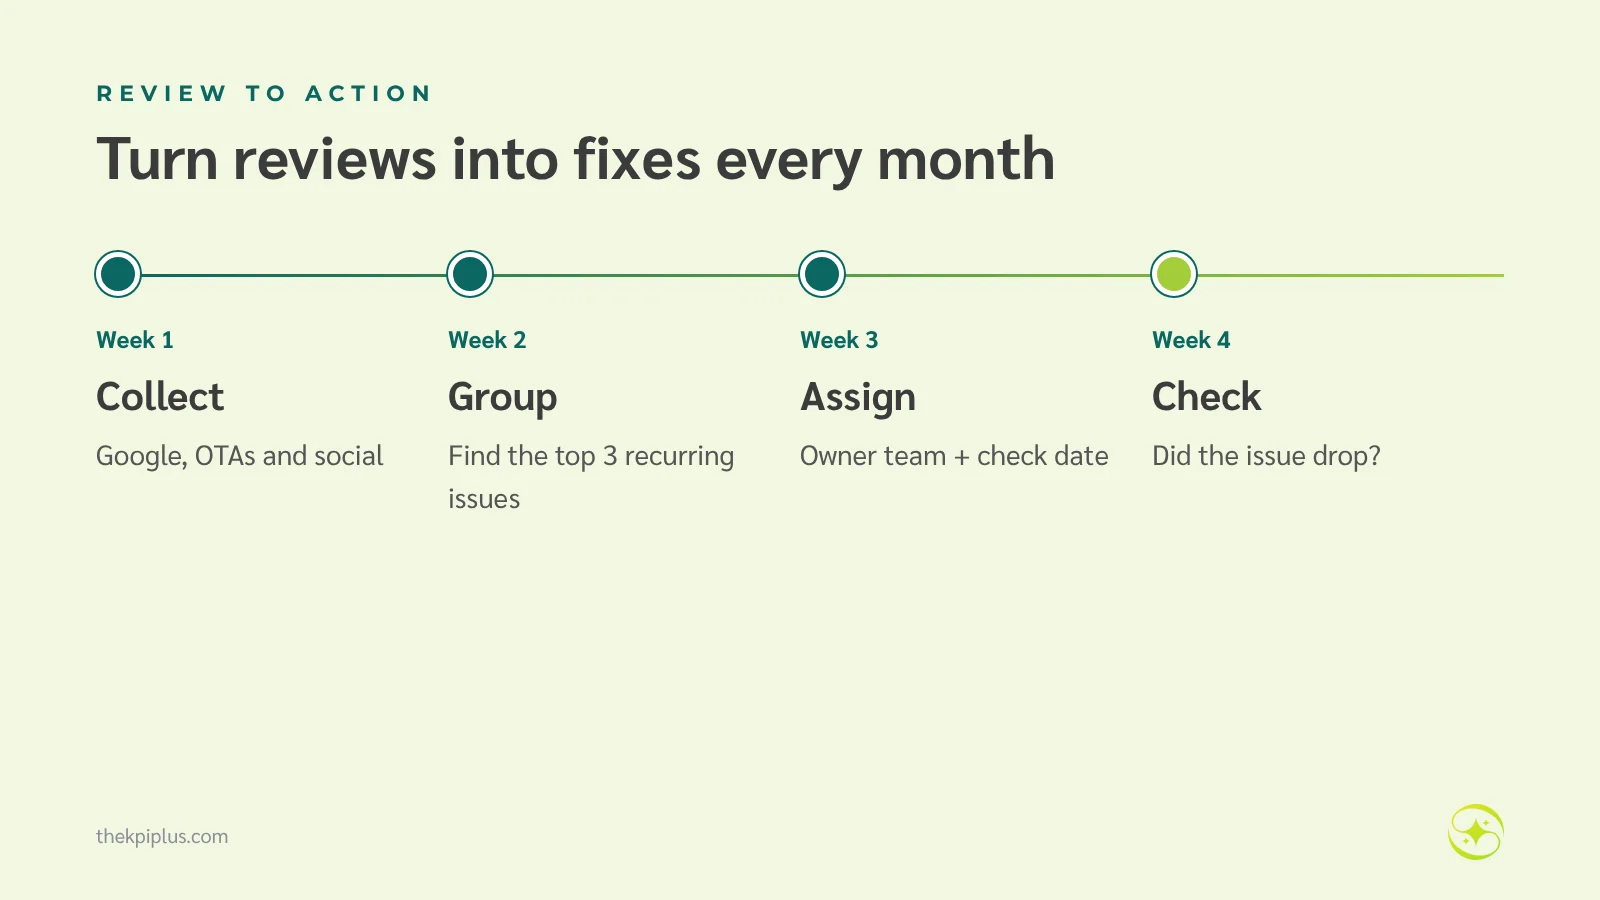 REVIEW TO ACTION
Turn reviews into fixes every month
Week 1
Collect
Google, OTAs and social
Week 2
Group
Find the top 3 recurring
issues
Week 3
Assign
Owner team + check date
Week 4
Check
Did the issue drop?
thekpiplus.com